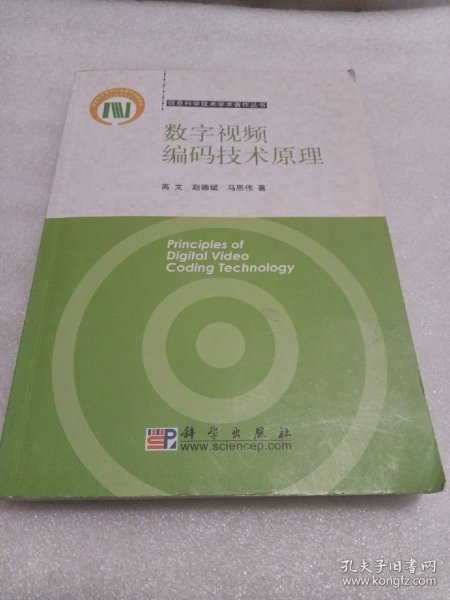 信息科学技术学术著作丛书
数字视频
编码技术原理
高 文 赵德斌 马思伟 著
Principles of
Digital Video
Coding Technology
科学出版社
www.sciencep.com
孔夫子旧书网
www.kongfz.com